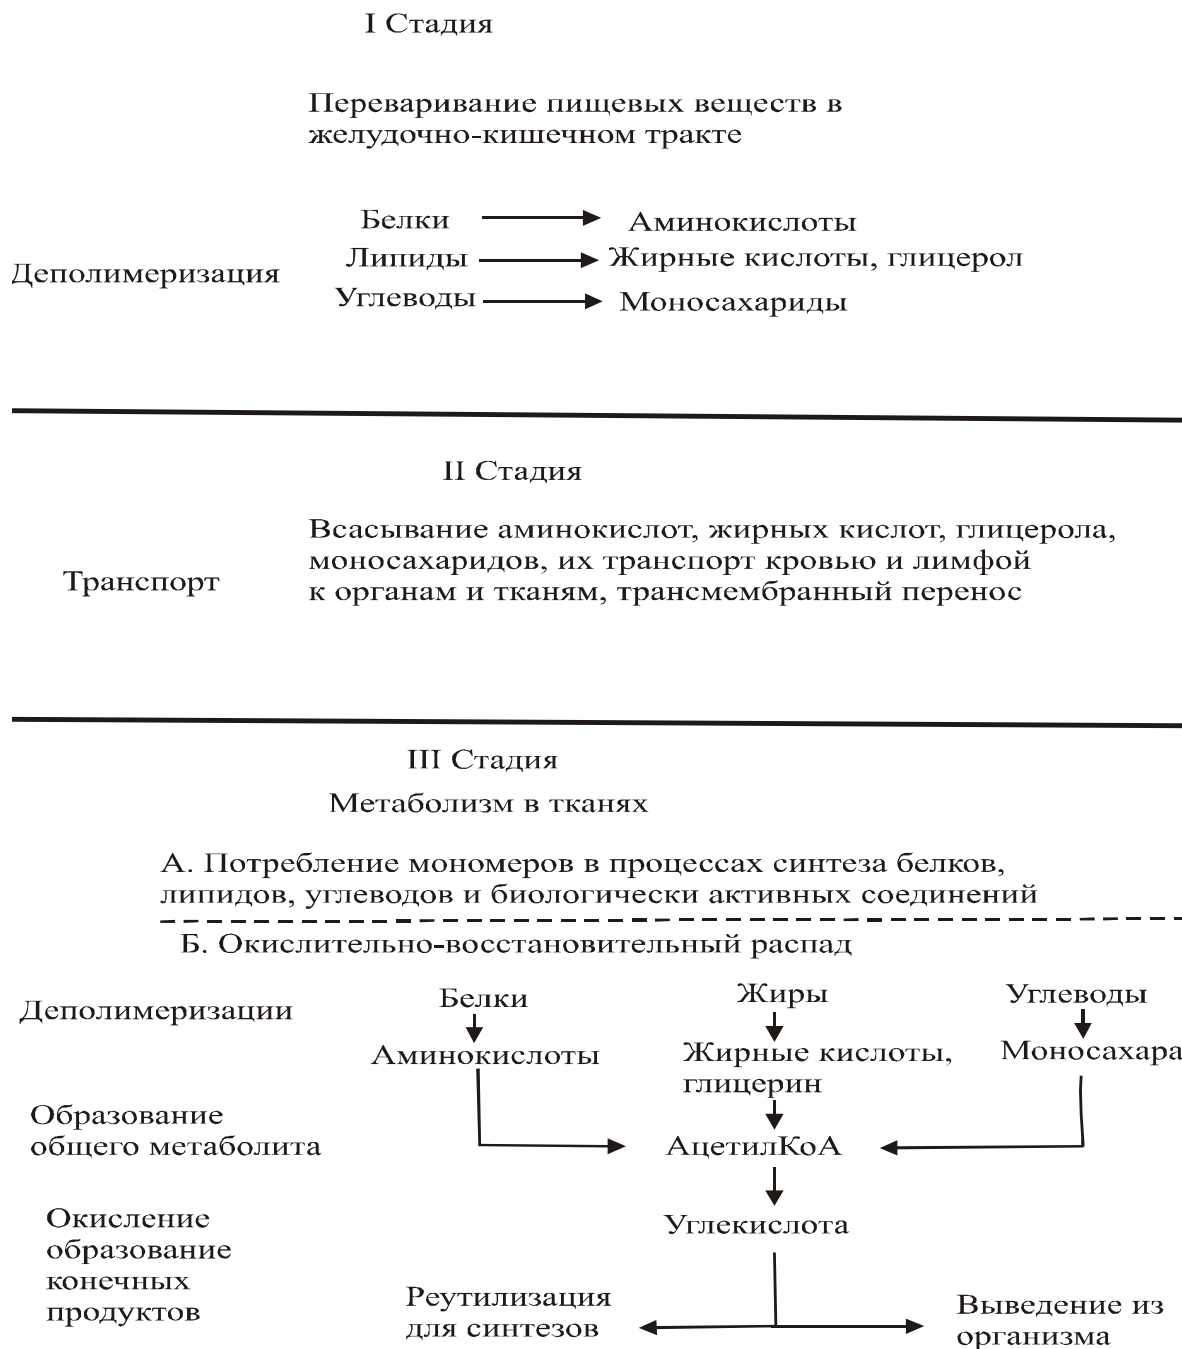 I Стадия
Переваривание пищевых веществ в
желудочно-кишечном тракте
Белки
Аминокислоты
Деполимеризация
Липиды
Жирные кислоты, глицерол
Углеводы
Моносахариды
II Стадия
Транспорт
Всасывание аминокислот, жирных кислот, глицерола,
моносахаридов, их транспорт кровью и лимфой
к органам и тканям, трансмембранный перенос
III Стадия
Метаболизм в тканях
А. Потребление мономеров в процессах синтеза белков,
липидов, углеводов и биологически активных соединений
Б. Окислительно-восстановительный распад
Деполимеризации
Белки
Жиры
Углеводы
Аминокислоты
Жирные кислоты,
глицерин
Моносахара
Образование
общего метаболита
АцетилКоА
Окисление
образование
конечных
продуктов
Углекислота
Реутилизация
для синтезов
Выведение из
организма